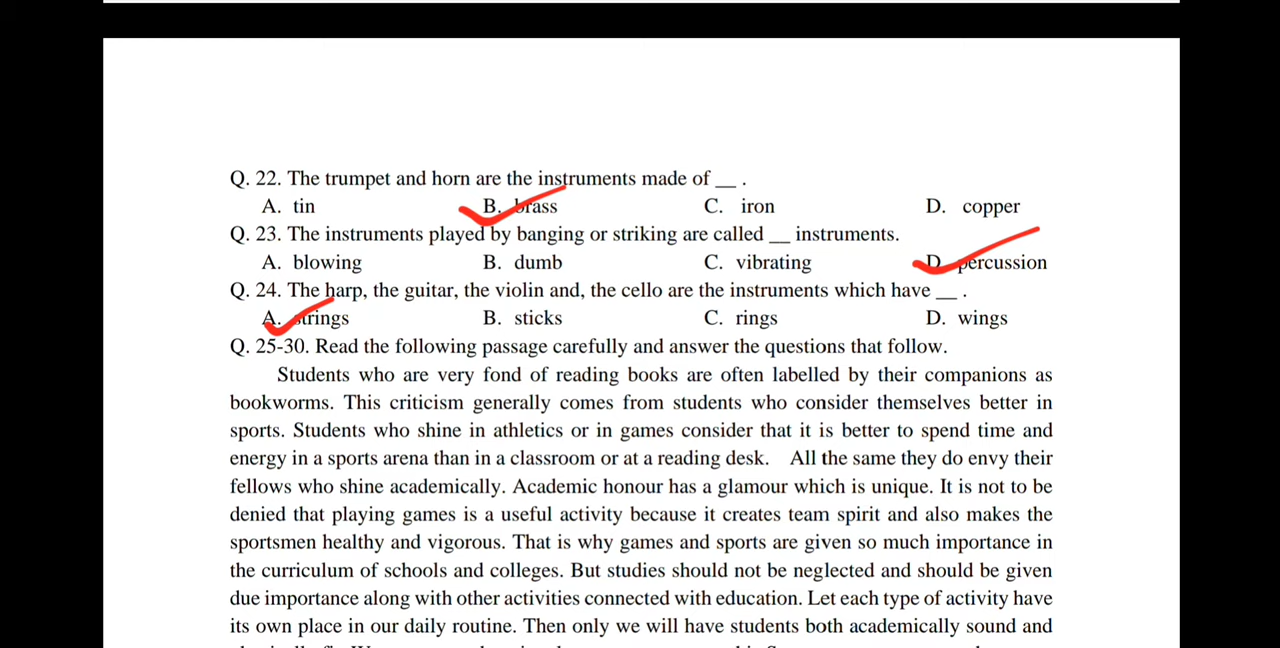 Q. 22. The trumpet and horn are the instruments made of __ .
A. tin B. brass C. iron D. copper
Q. 23. The instruments played by banging or striking are called __ instruments.
A. blowing B. dumb C. vibrating D. percussion
Q. 24. The harp, the guitar, the violin and, the cello are the instruments which have __ .
A. strings B. sticks C. rings D. wings
Q. 25-30. Read the following passage carefully and answer the questions that follow.
Students who are very fond of reading books are often labelled by their companions as
bookworms. This criticism generally comes from students who consider themselves better in
sports. Students who shine in athletics or in games consider that it is better to spend time and
energy in a sports arena than in a classroom or at a reading desk. All the same they do envy their
fellows who shine academically. Academic honour has a glamour which is unique. It is not to be
denied that playing games is a useful activity because it creates team spirit and also makes the
sportsmen healthy and vigorous. That is why games and sports are given so much importance in
the curriculum of schools and colleges. But studies should not be neglected and should be given
due importance along with other activities connected with education. Let each type of activity have
its own place in our daily routine. Then only we will have students both academically sound and